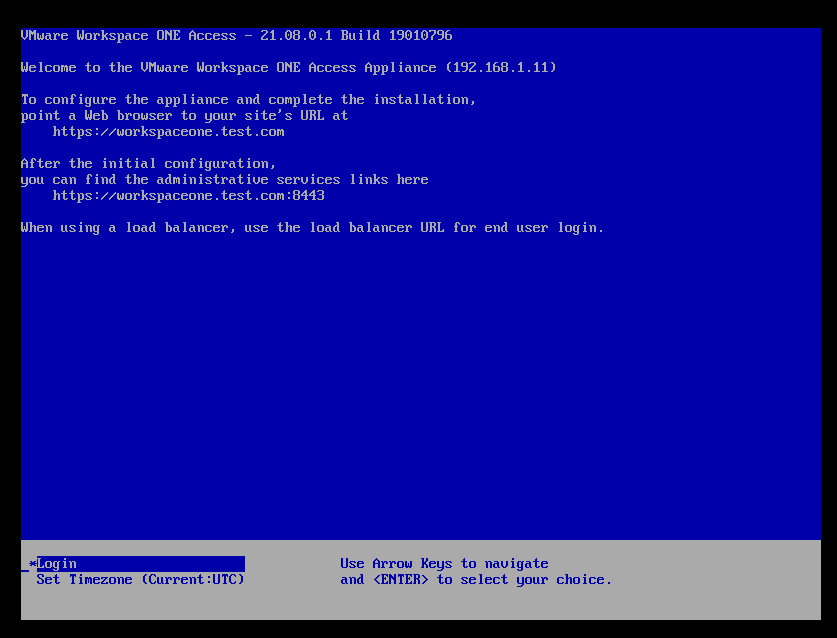 VMware Workspace ONE Access - 21.08.0.1 Build 19010796
Welcome to the VMware Workspace ONE Access Appliance (192.168.1.11)
To configure the appliance and complete the installation,
point a Web browser to your site's URL at
https://workspaceone.test.com
After the initial configuration,
you can find the administrative services links here
https://workspaceone.test.com:8443
When using a load balancer, use the load balancer URL for end user login.
*Login
Set Timezone (Current:UTC)
Use Arrow Keys to navigate
and <ENTER> to select your choice.